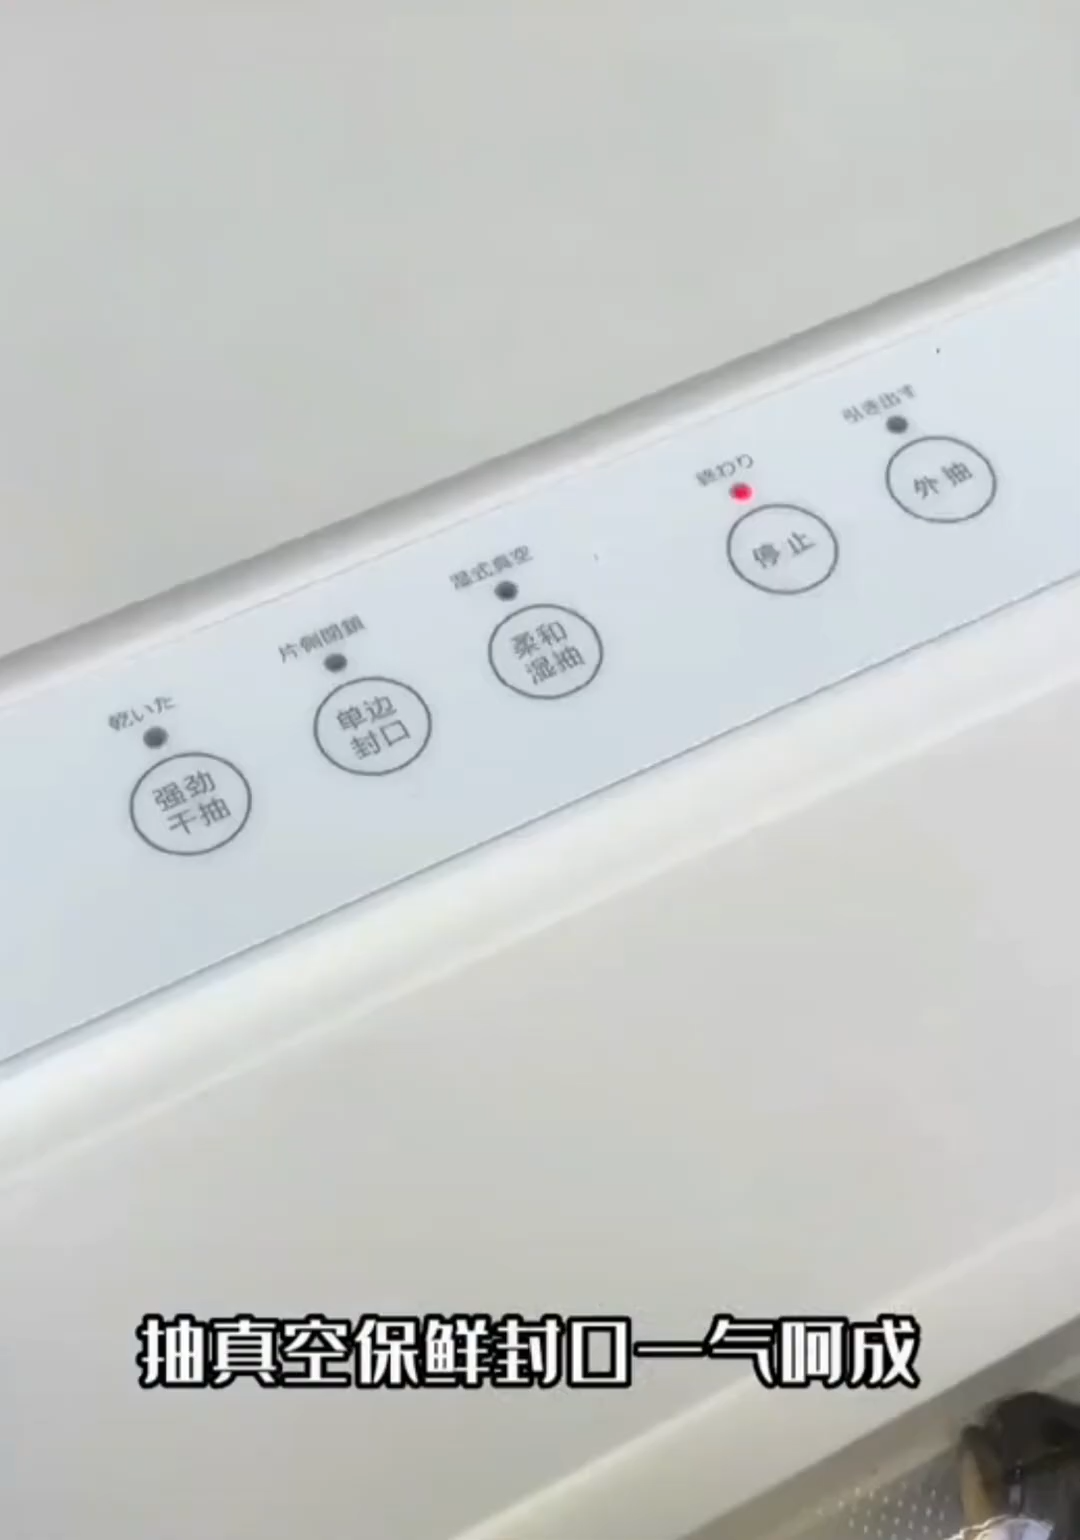 乾いた
强劲
干抽
片側閉鎖
单边
封口
湿式真空
柔和
湿抽
終わり
停止
引き出す
外抽
抽真空保鲜封口一气呵成